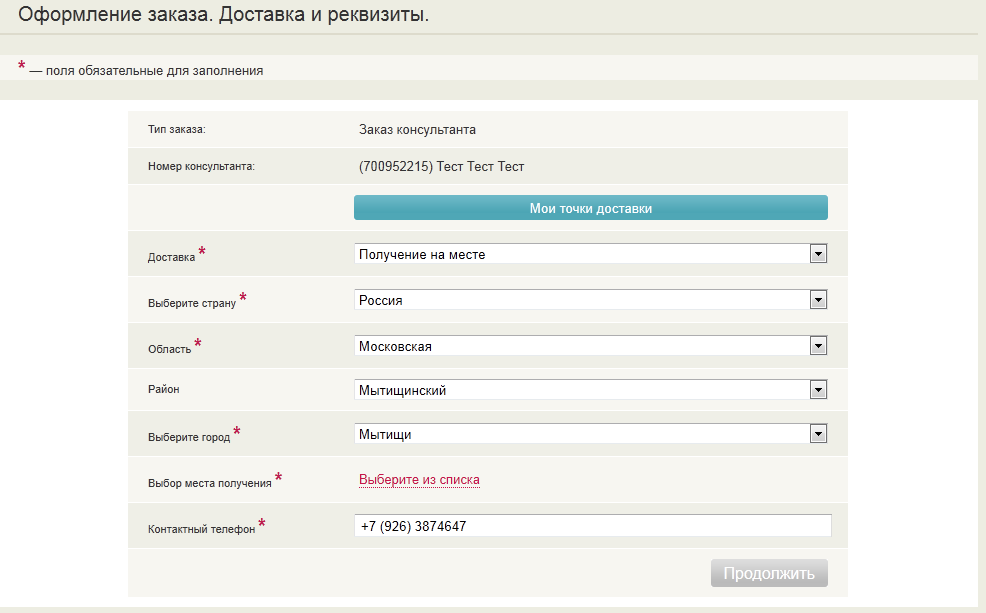 Оформление заказа. Доставка и реквизиты.
* — поля обязательные для заполнения
Тип заказа: Заказ консультанта
Номер консультанта: (700952215) Тест Тест Тест
Мои точки доставки
Доставка * Получение на месте
Выберите страну * Россия
Область * Московская
Район Мытищинский
Выберите город * Мытищи
Выбор места получения * Выберите из списка
Контактный телефон * +7 (926) 3874647
Продолжить